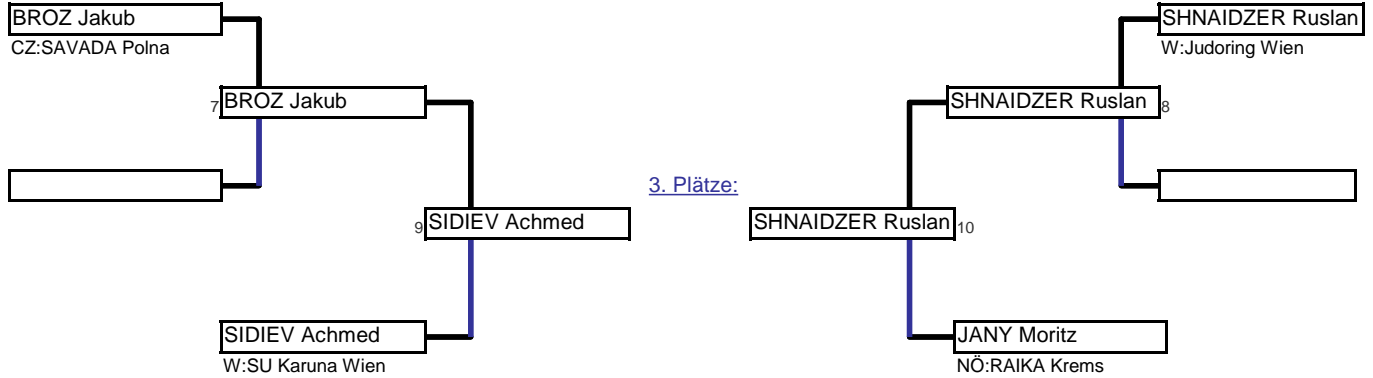 BROZ Jakub
CZ:SAVADA Polna
7 BROZ Jakub
9 SIDIEV Achmed
SIDIEV Achmed
W:SU Karuna Wien
3. Plätze:
SHNAIDZER Ruslan
W:Judoring Wien
SHNAIDZER Ruslan 8
SHNAIDZER Ruslan 10
JANY Moritz
NÖ:RAIKA Krems